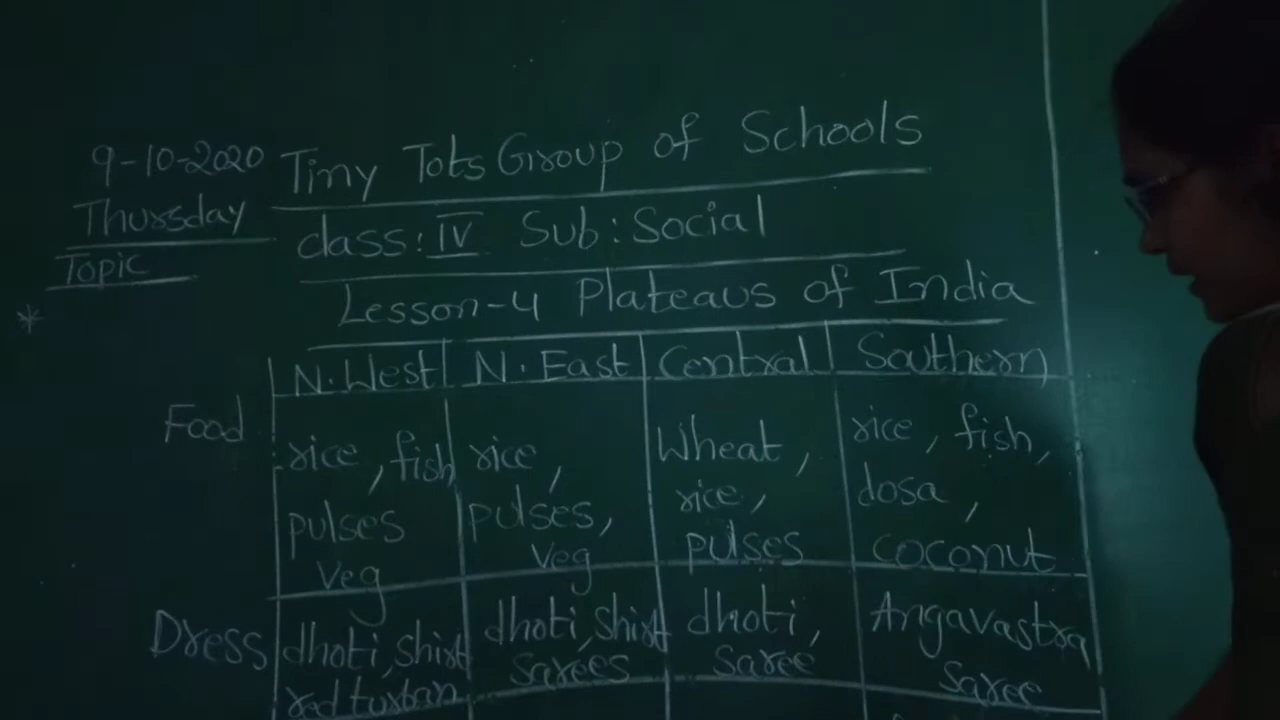 9-10-2020
Thursday
Topic
*
Tiny Tots Group of Schools
class: IV Sub: Social
Lesson-4 Plateaus of India
N.West N.East Central Southern
Food
rice, fish
pulses
Veg
rice,
pulses,
Veg
Wheat,
rice,
pulses
rice, fish,
dosa,
coconut
Dress
dhoti, shirt
red turban
dhoti, shirt
sarees
dhoti,
saree
Angavastra
saree